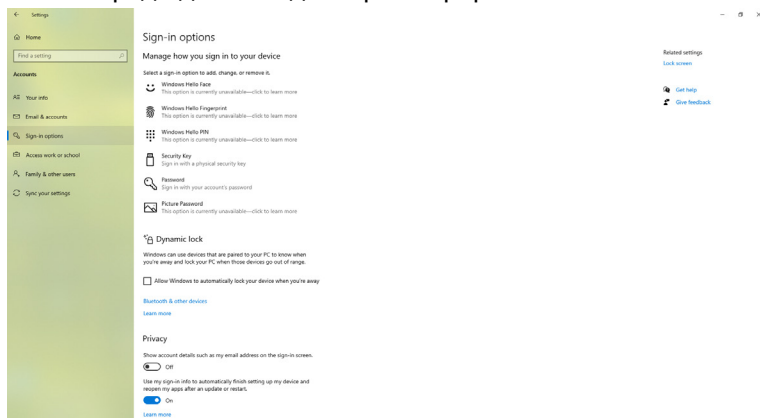 Settings
Home
Find a setting
Accounts
Your info
Email & accounts
Sign-in options
Access work or school
Family & other users
Sync your settings
Sign-in options
Manage how you sign in to your device
Select a sign-in option to add, change, or remove it.
Windows Hello Face
This option is currently unavailable—click to learn more
Windows Hello Fingerprint
This option is currently unavailable—click to learn more
Windows Hello PIN
This option is currently unavailable—click to learn more
Security Key
Sign in with a physical security key
Password
Sign in with your account's password
Picture Password
This option is currently unavailable—click to learn more
Dynamic lock
Windows can use devices that are paired to your PC to know when
you're away and lock your PC when those devices go out of range.
Allow Windows to automatically lock your device when you're away
Bluetooth & other devices
Learn more
Privacy
Show account details such as my email address on the sign-in screen.
Off
Use my sign-in info to automatically finish setting up my device and
reopen my apps after an update or restart.
On
Learn more
Related settings
Lock screen
Get help
Give feedback